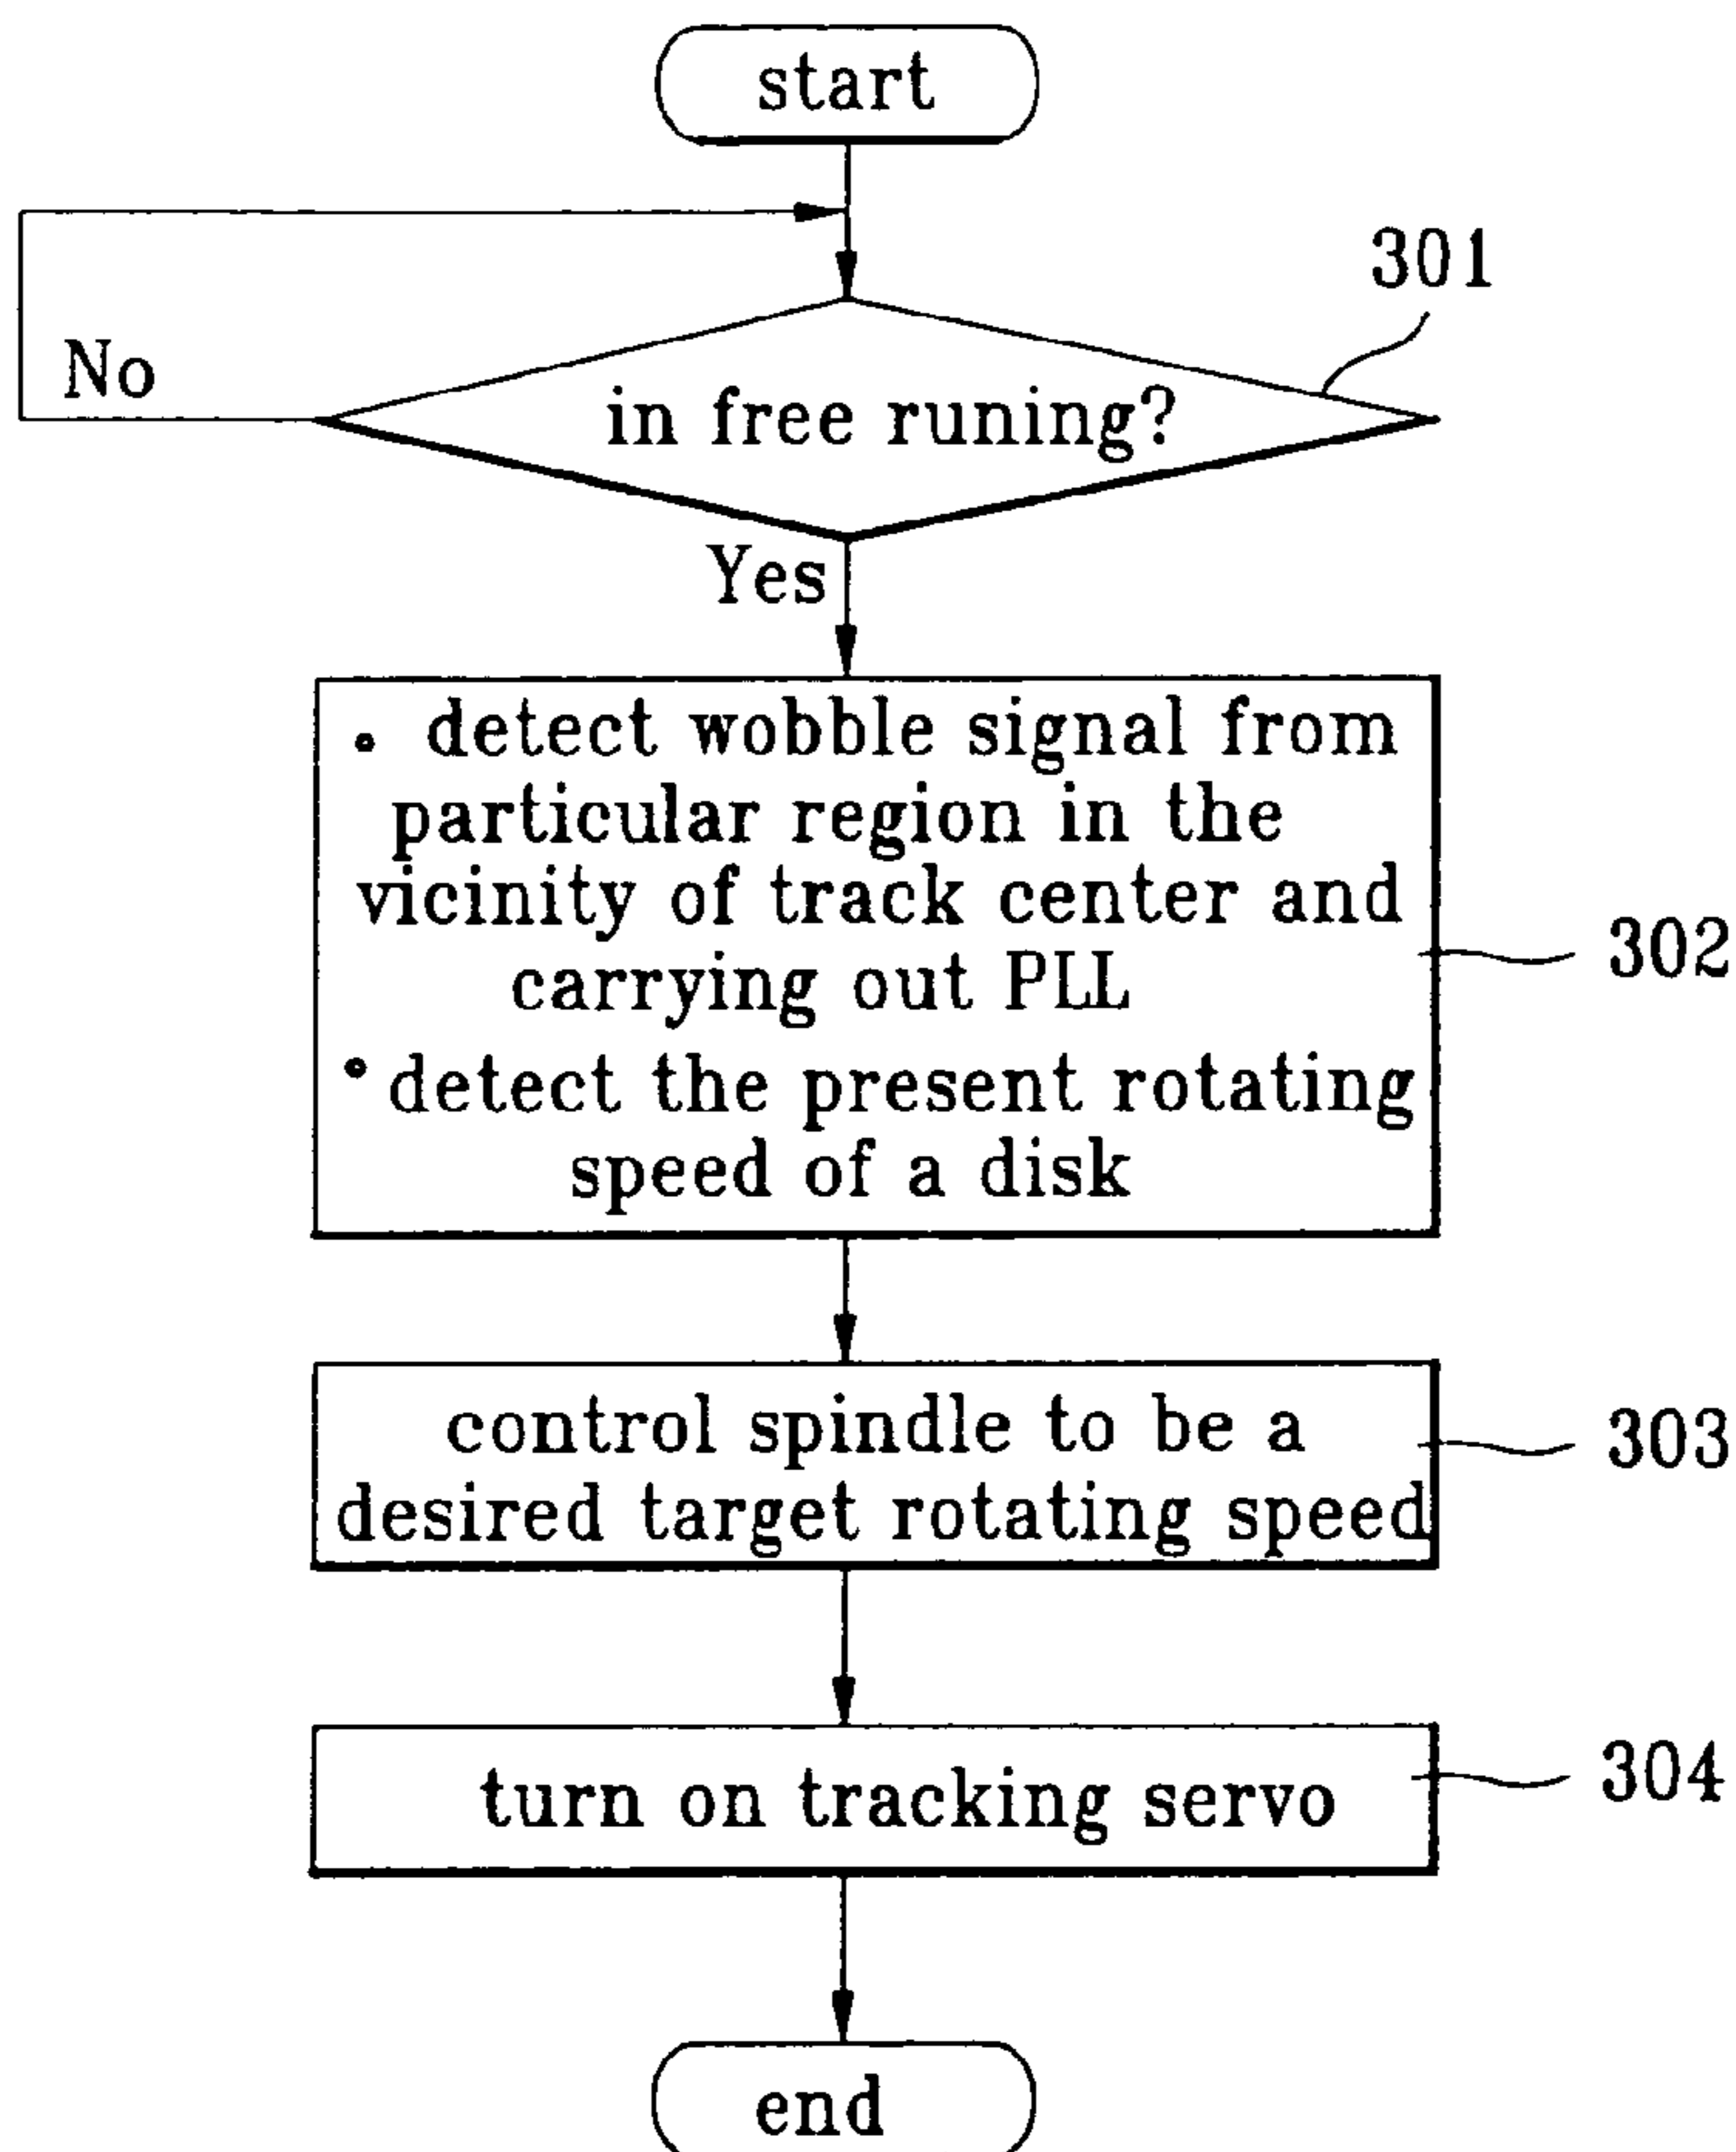 start
301
No
in free runing?
Yes
• detect wobble signal from
particular region in the
vicinity of track center and
carrying out PLL
• detect the present rotating
speed of a disk
302
control spindle to be a
desired target rotating speed
303
turn on tracking servo
304
end